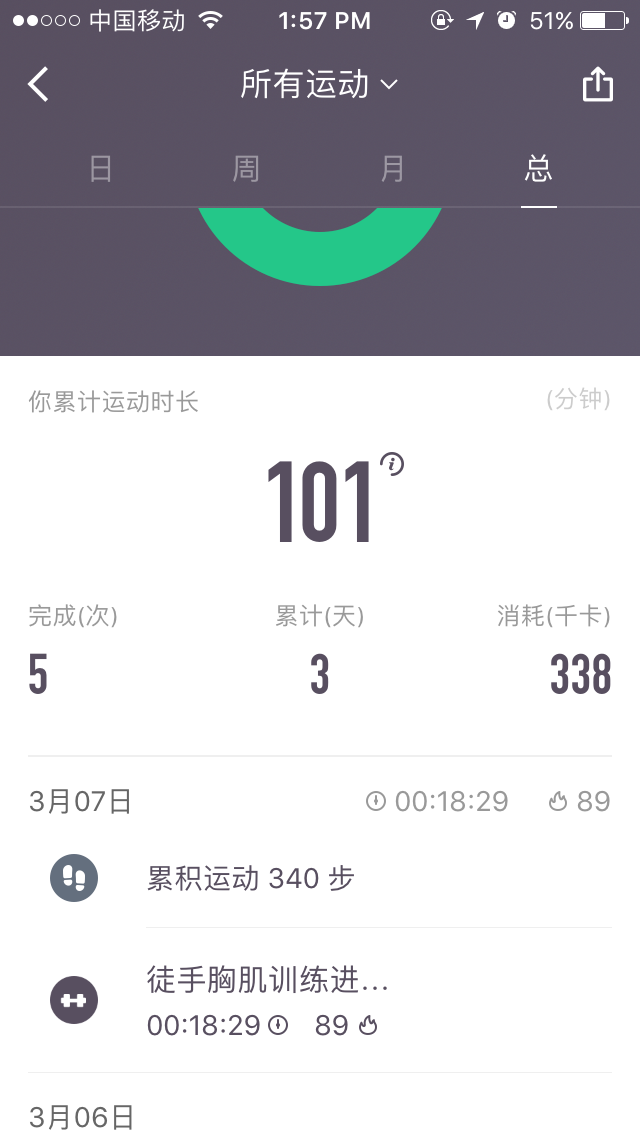 中国移动 1:57 PM 51%
所有运动
日 周 月 总
你累计运动时长 (分钟)
101
完成(次) 累计(天) 消耗(千卡)
5 3 338
3月07日 00:18:29 89
累积运动 340 步
徒手胸肌训练进...
00:18:29 89
3月06日